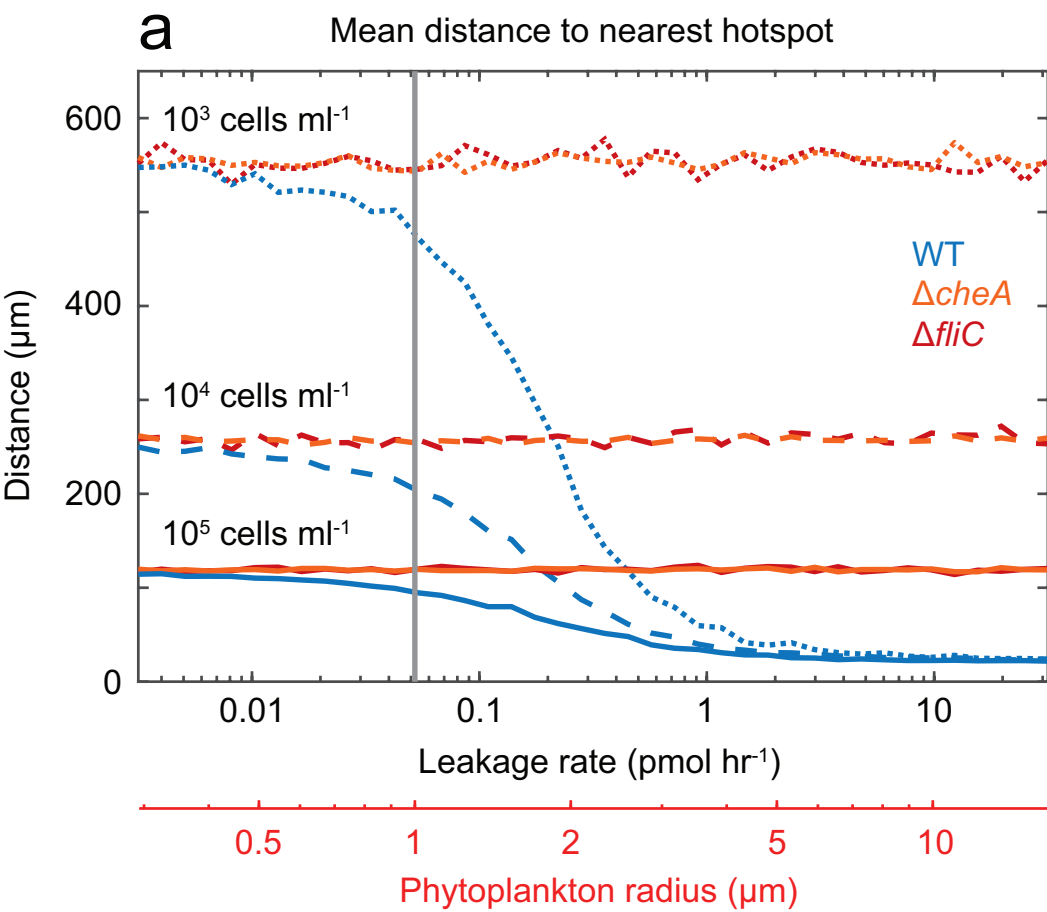 a
Mean distance to nearest hotspot
600
10³ cells ml⁻¹
WT
ΔcheA
ΔfliC
400
10⁴ cells ml⁻¹
200
10⁵ cells ml⁻¹
0
Distance (µm)
0.01 0.1 1 10
Leakage rate (pmol hr⁻¹)
0.5 1 2 5 10
Phytoplankton radius (µm)